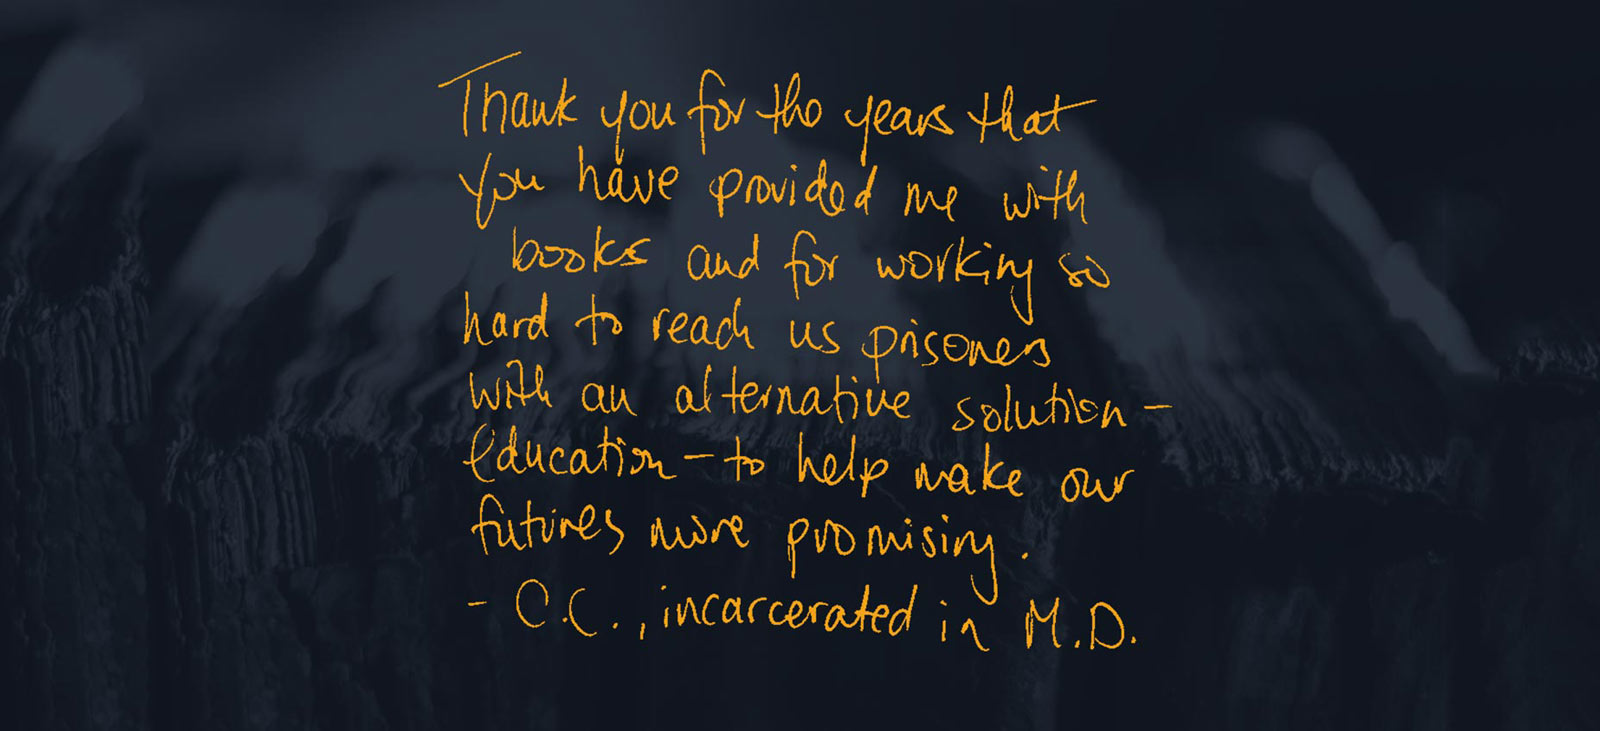 Thank you for the years that
you have provided me with
books and for working so
hard to reach us prisoners
with an alternative solution -
education - to help make our
futures more promising.
- C.C., incarcerated in M.D.